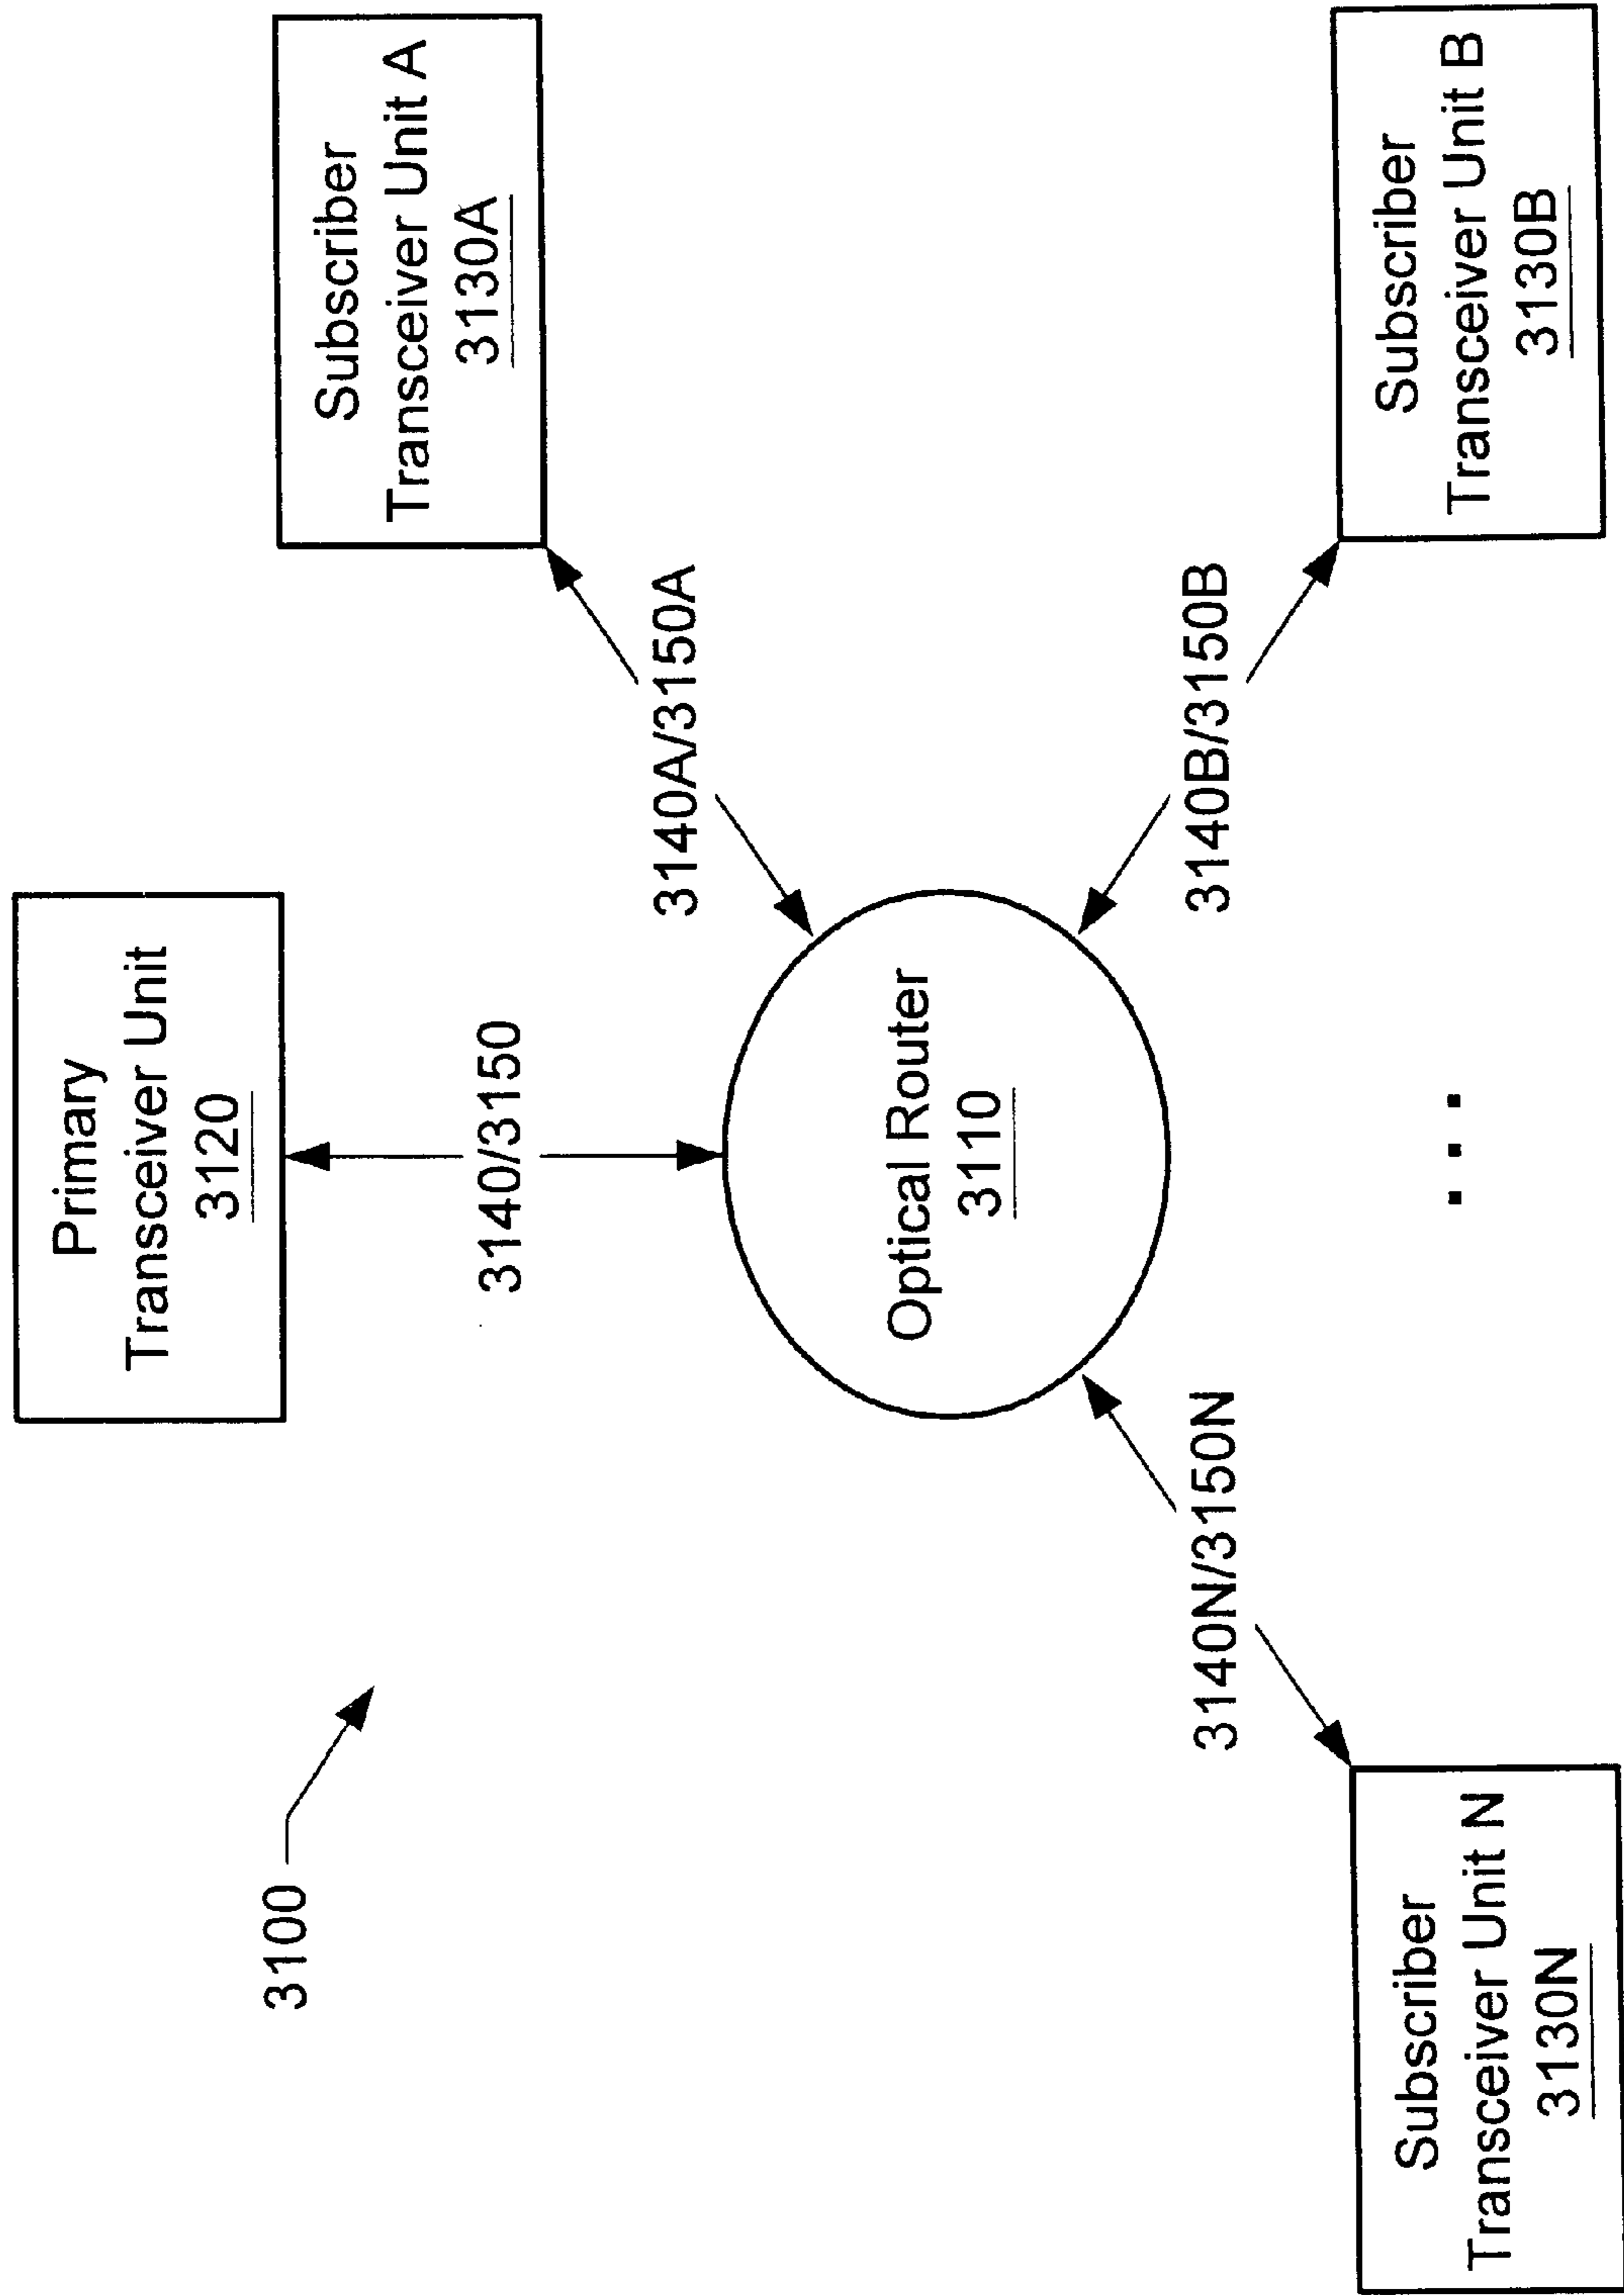 3100
Primary
Transceiver Unit
3120
3140/3150
Subscriber
Transceiver Unit A
3130A
3140A/3150A
Optical Router
3110
3140N/3150N
3140B/3150B
Subscriber
Transceiver Unit N
3130N
. . .
Subscriber
Transceiver Unit B
3130B